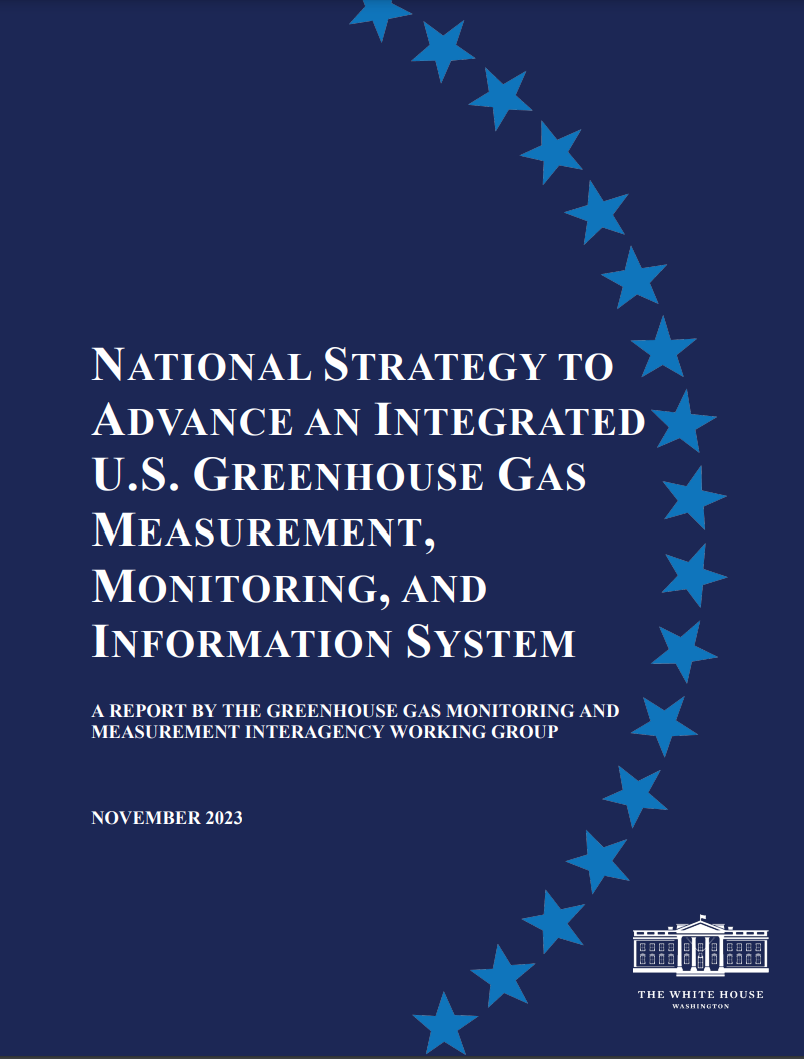 NATIONAL STRATEGY TO
ADVANCE AN INTEGRATED
U.S. GREENHOUSE GAS
MEASUREMENT,
MONITORING, AND
INFORMATION SYSTEM
A REPORT BY THE GREENHOUSE GAS MONITORING AND
MEASUREMENT INTERAGENCY WORKING GROUP
NOVEMBER 2023
THE WHITE HOUSE
WASHINGTON